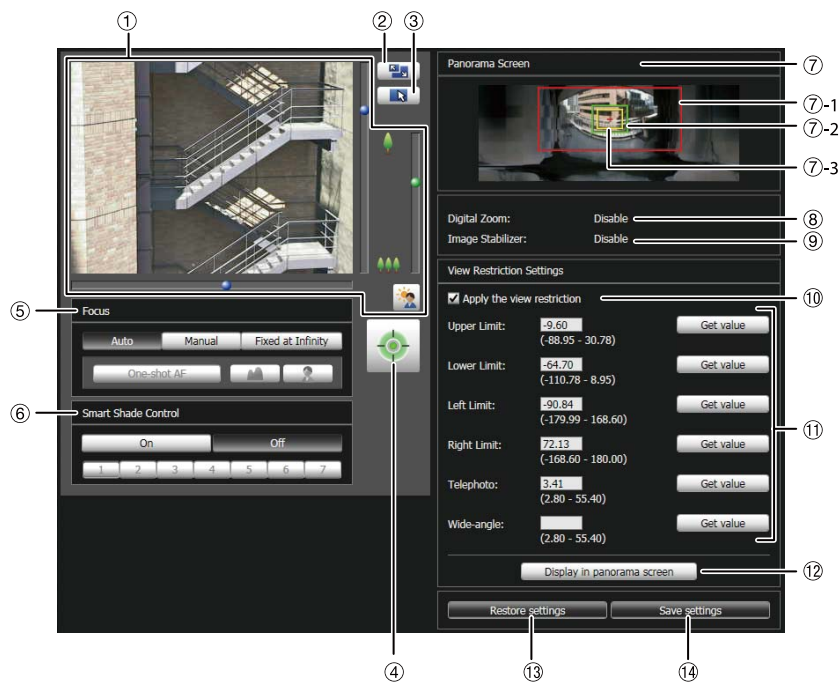 ①
②
③
Panorama Screen
⑦
⑦-1
⑦-2
⑦-3
Digital Zoom: Disable
⑧
Image Stabilizer: Disable
⑨
View Restriction Settings
Apply the view restriction
⑩
Upper Limit: -9.60 Get value
(-88.95 - 30.78)
Lower Limit: -64.70 Get value
(-110.78 - 8.95)
Left Limit: -90.84 Get value
(-179.99 - 168.60)
Right Limit: 72.13 Get value
(-168.60 - 180.00)
Telephoto: 3.41 Get value
(2.80 - 55.40)
Wide-angle: Get value
(2.80 - 55.40)
⑪
Display in panorama screen
⑫
Restore settings
Save settings
⑬
⑭
⑤
Focus
Auto Manual Fixed at Infinity
One-shot AF
⑥
Smart Shade Control
On Off
1 2 3 4 5 6 7
④